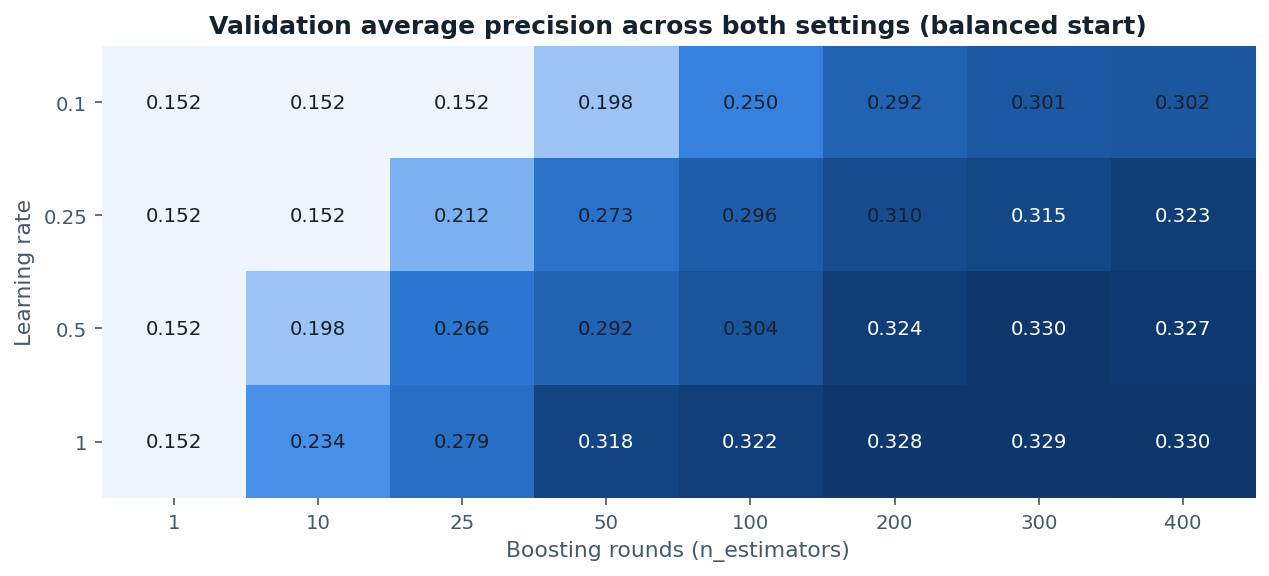 Validation average precision across both settings (balanced start)
Learning rate
0.1 0.152 0.152 0.152 0.198 0.250 0.292 0.301 0.302
0.25 0.152 0.152 0.212 0.273 0.296 0.310 0.315 0.323
0.5 0.152 0.198 0.266 0.292 0.304 0.324 0.330 0.327
1 0.152 0.234 0.279 0.318 0.322 0.328 0.329 0.330
1 10 25 50 100 200 300 400
Boosting rounds (n_estimators)